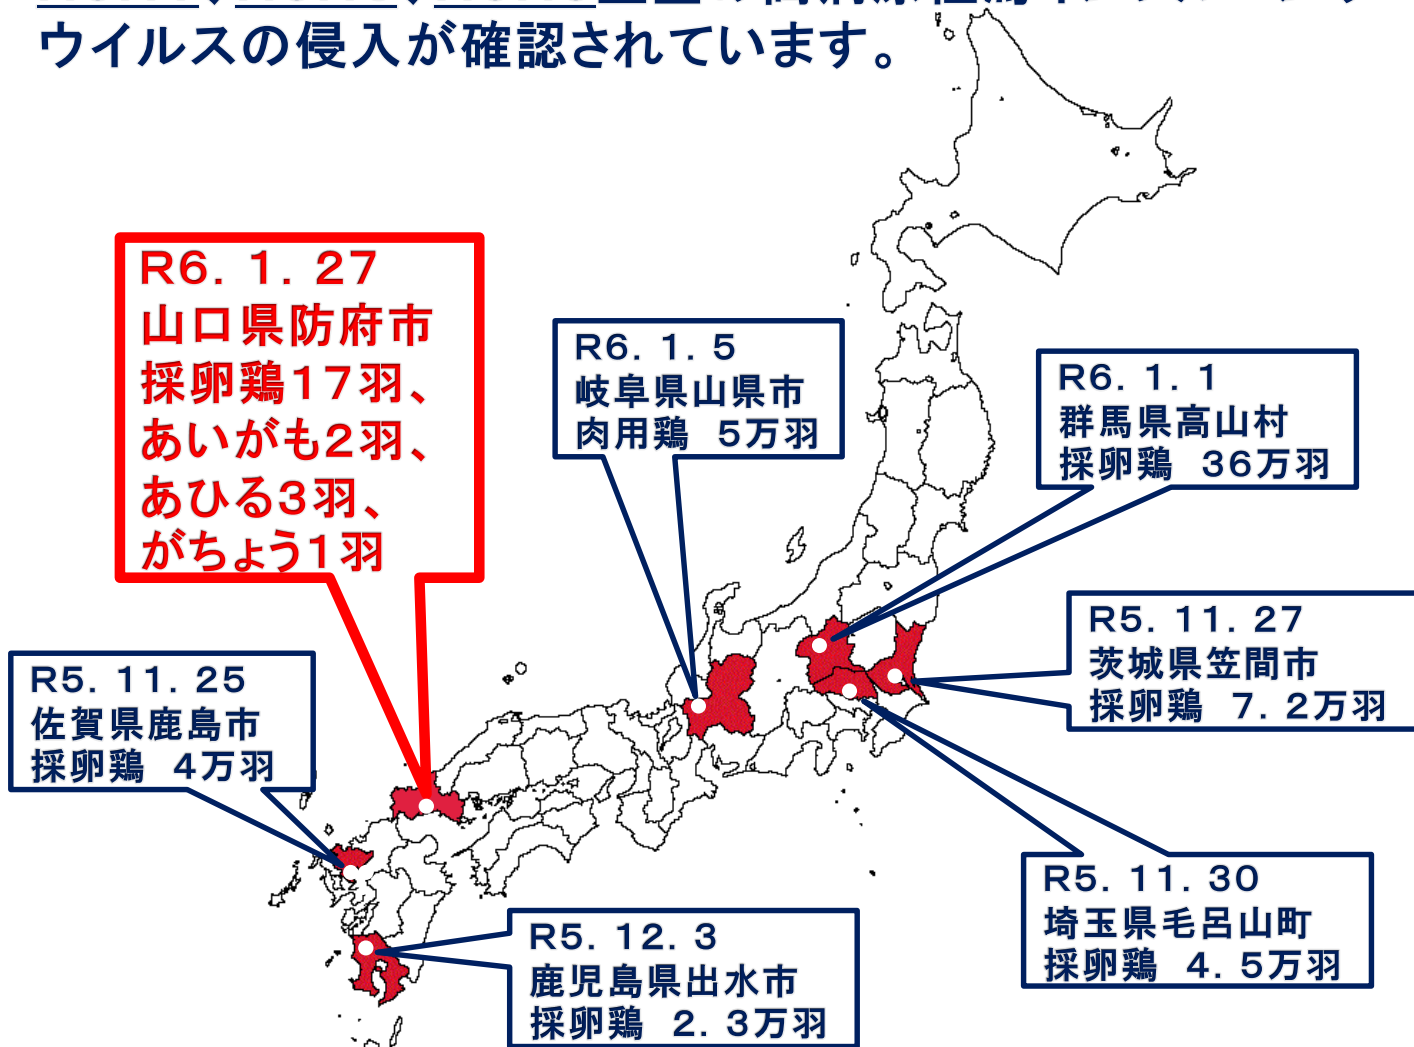 ウイルスの侵入が確認されています。
R6. 1. 27
山口県防府市
採卵鶏17羽、
あいがも2羽、
あひる3羽、
がちょう1羽
R6. 1. 5
岐阜県山県市
肉用鶏 5万羽
R6. 1. 1
群馬県高山村
採卵鶏 36万羽
R5. 11. 27
茨城県笠間市
採卵鶏 7. 2万羽
R5. 11. 25
佐賀県鹿島市
採卵鶏 4万羽
R5. 11. 30
埼玉県毛呂山町
採卵鶏 4. 5万羽
R5. 12. 3
鹿児島県出水市
採卵鶏 2. 3万羽